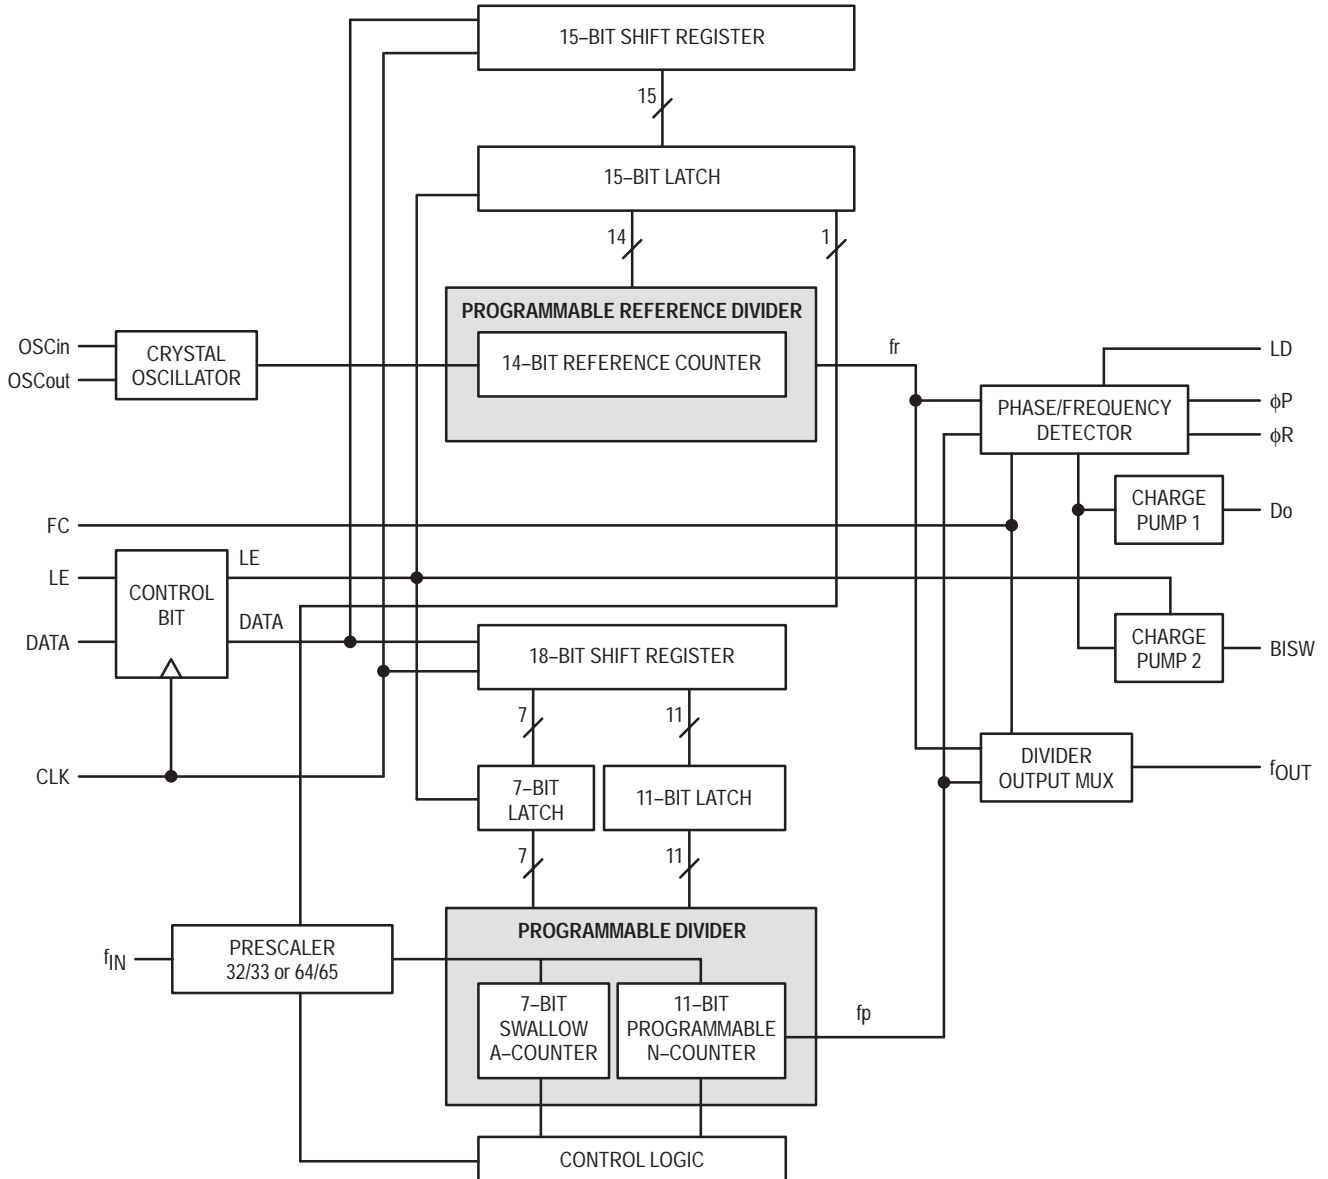 15–BIT SHIFT REGISTER
15
15–BIT LATCH
14
1
PROGRAMMABLE REFERENCE DIVIDER
14–BIT REFERENCE COUNTER
OSCin
OSCout
CRYSTAL
OSCILLATOR
fr
LD
PHASE/FREQUENCY
DETECTOR
ϕP
ϕR
CHARGE
PUMP 1
Do
FC
LE
DATA
CONTROL
BIT
LE
DATA
18–BIT SHIFT REGISTER
CHARGE
PUMP 2
BISW
7
11
CLK
7–BIT
LATCH
11–BIT LATCH
DIVIDER
OUTPUT MUX
fOUT
7
11
PROGRAMMABLE DIVIDER
fIN
PRESCALER
32/33 or 64/65
7–BIT
SWALLOW
A–COUNTER
11–BIT
PROGRAMMABLE
N–COUNTER
fp
CONTROL LOGIC